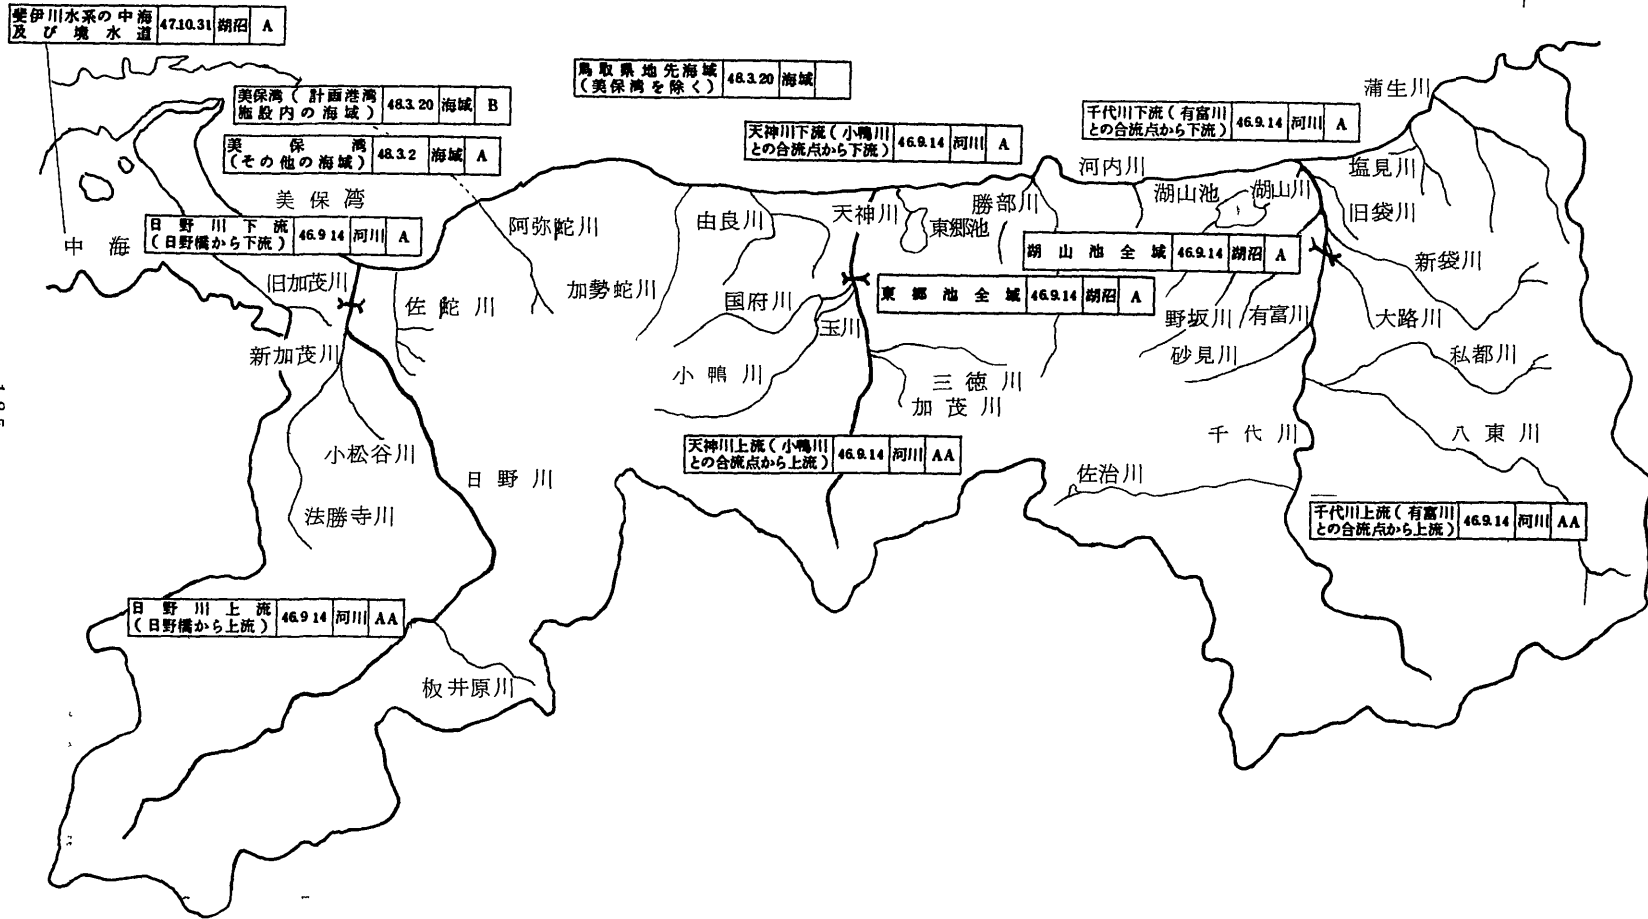 斐伊川水系の中海 47.10.31 湖沼 A
及び境水道
美保湾(計画港湾 48.3.20 海域 B
施設内の海域)
鳥取県地先海域 48.3.20 海域
(美保湾を除く)
蒲生川
千代川下流(有富川 46.9.14 河川 A
との合流点から下流)
天神川下流(小鴨川 46.9.14 河川 A
との合流点から下流)
美保湾 48.3.2 海域 A
(その他の海域)
河内川
塩見川
美保湾
湖山池
湖山川
勝部川
旧袋川
天神川
由良川
阿弥陀川
東郷池
日野川下流 46.9 14 河川 A
(日野橋から下流)
中海
湖山池全域 46.9.14 湖沼 A
新袋川
旧加茂川
加勢蛇川
佐陀川
国府川
東郷池全域 46.9.14 湖沼 A
玉川
野坂川
有富川
大路川
新加茂川
砂見川
私都川
小鴨川
三徳川
加茂川
千代川
八東川
小松谷川
日野川
天神川上流(小鴨川 46.9.14 河川 AA
との合流点から上流)
佐治川
法勝寺川
千代川上流(有富川 46.9.14 河川 AA
との合流点から上流)
日野川上流 46.9 14 河川 AA
(日野橋から上流)
板井原川